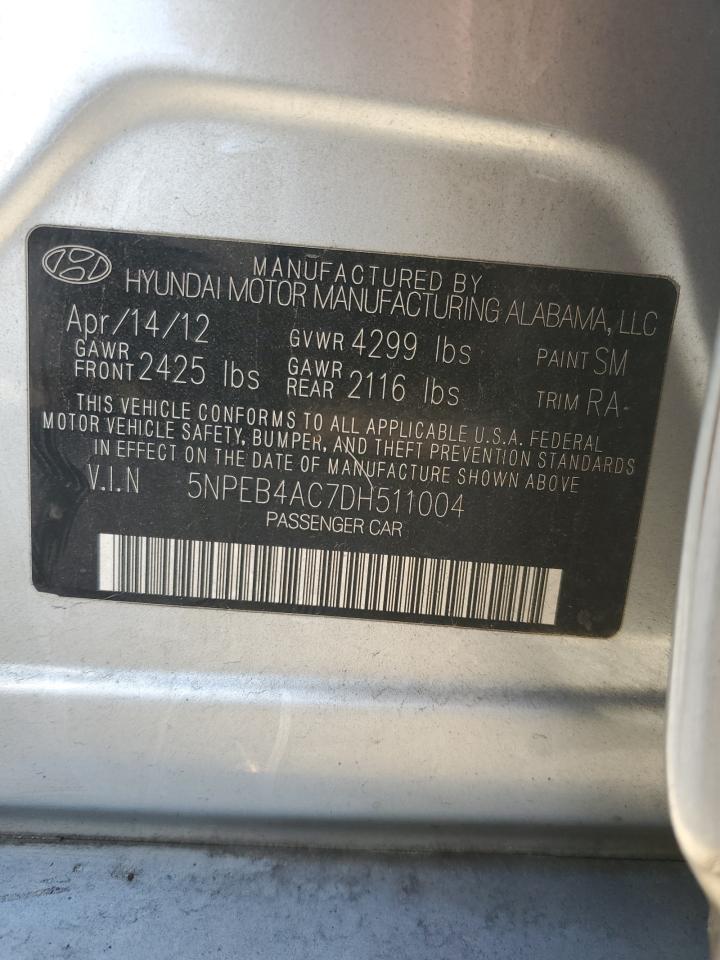 MANUFACTURED BY
HYUNDAI MOTOR MANUFACTURING ALABAMA, LLC
Apr/14/12 GVWR 4299 lbs PAINT SM
GAWR FRONT 2425 lbs GAWR REAR 2116 lbs TRIM RA
THIS VEHICLE CONFORMS TO ALL APPLICABLE U.S.A. FEDERAL
MOTOR VEHICLE SAFETY, BUMPER, AND THEFT PREVENTION STANDARDS
IN EFFECT ON THE DATE OF MANUFACTURE SHOWN ABOVE
V.I.N 5NPEB4AC7DH511004
PASSENGER CAR